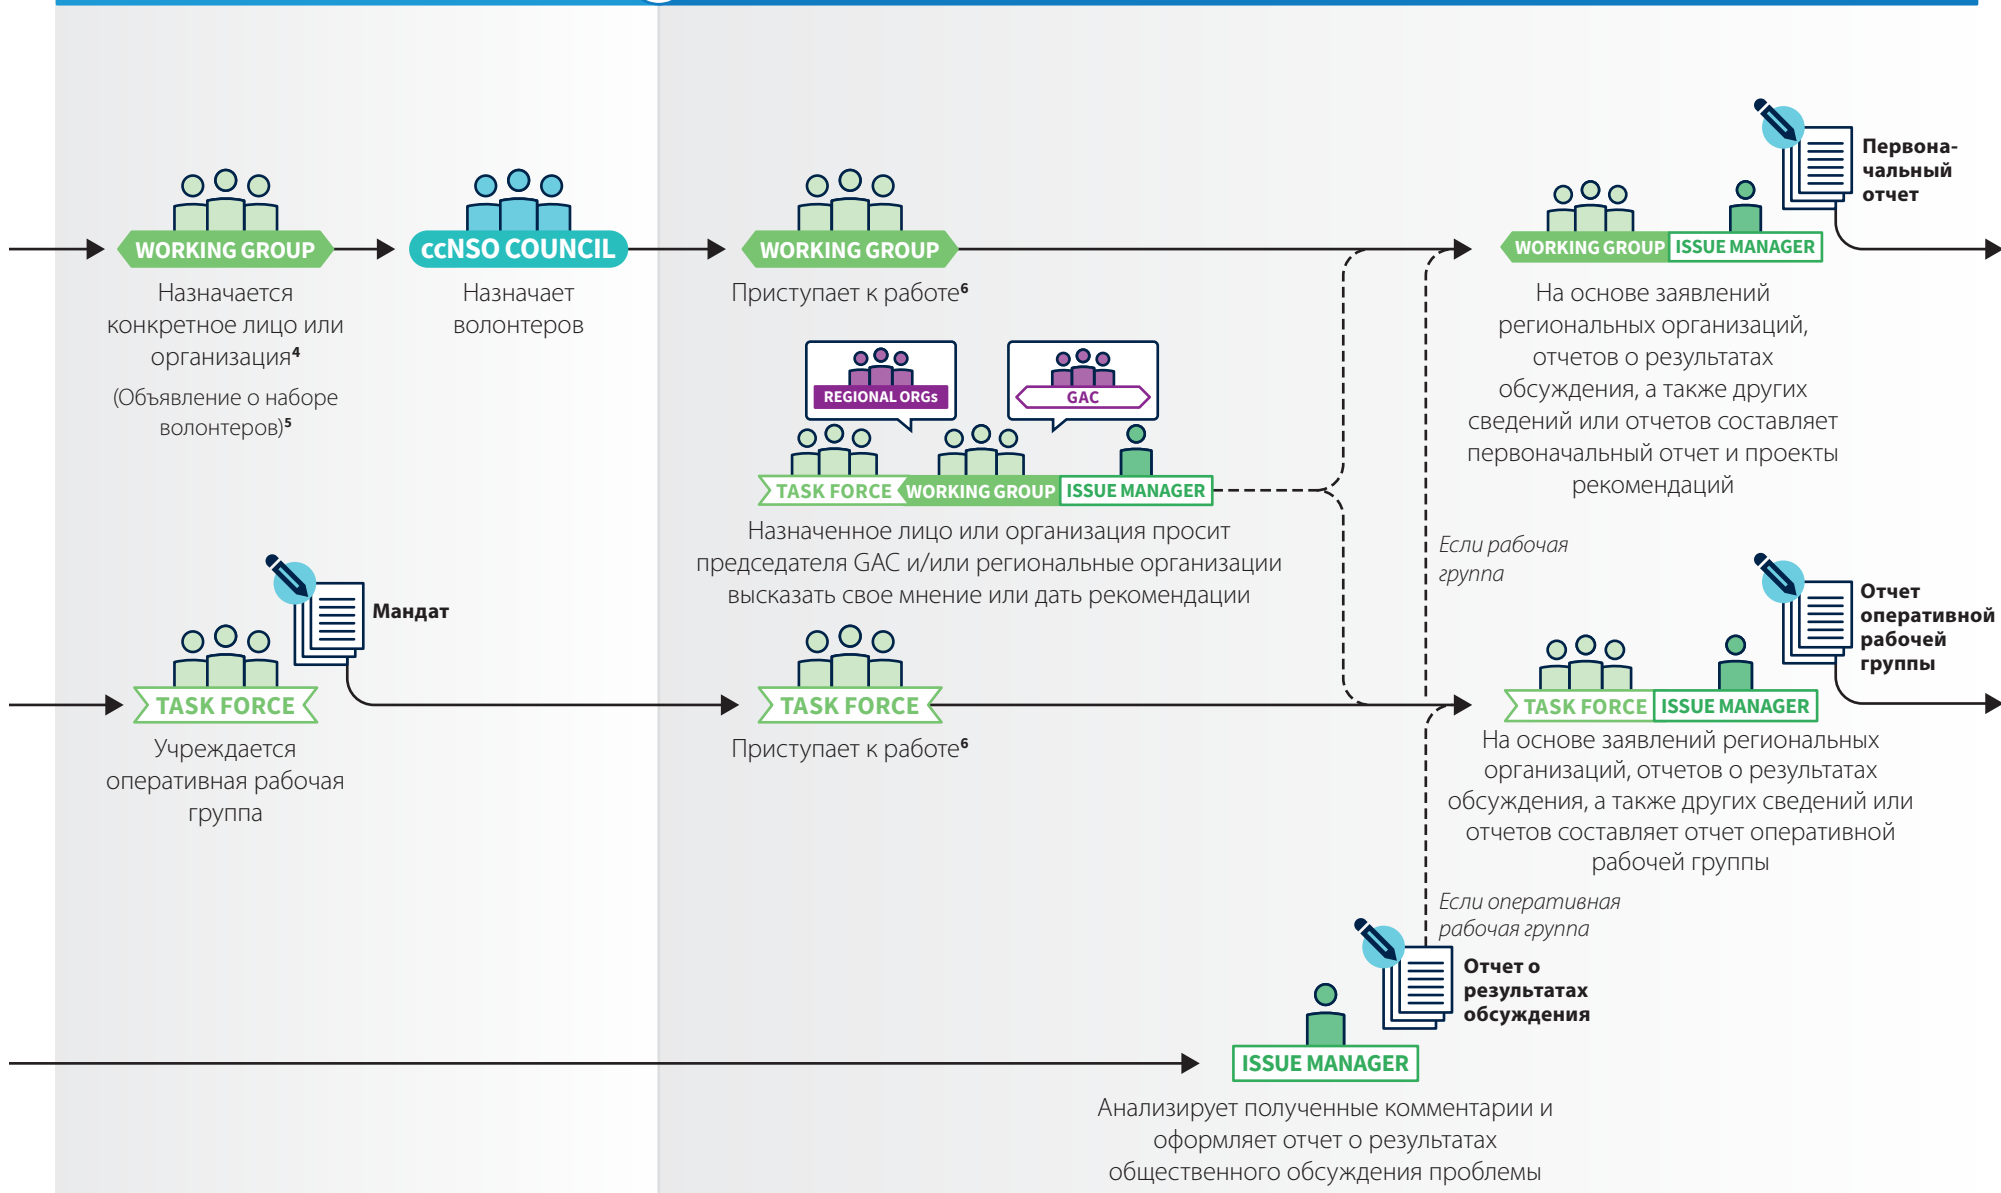 WORKING GROUP
Назначается
конкретное лицо или
организация4
(Объявление о наборе
волонтеров)5
ccNSO COUNCIL
Назначает
волонтеров
WORKING GROUP
Приступает к работе6
REGIONAL ORGs
GAC
TASK FORCE
WORKING GROUP
ISSUE MANAGER
Назначенное лицо или организация просит
председателя GAC и/или региональные организации
высказать свое мнение или дать рекомендации
WORKING GROUP
ISSUE MANAGER
Первона-
чальный
отчет
На основе заявлений
региональных организаций,
отчетов о результатах
обсуждения, а также других
сведений или отчетов составляет
первоначальный отчет и проекты
рекомендаций
Если рабочая
группа
Мандат
TASK FORCE
Учреждается
оперативная рабочая
группа
TASK FORCE
Приступает к работе6
Отчет
оперативной
рабочей
группы
TASK FORCE
ISSUE MANAGER
На основе заявлений региональных
организаций, отчетов о результатах
обсуждения, а также других сведений или
отчетов составляет отчет оперативной
рабочей группы
Если оперативная
рабочая группа
Отчет о
результатах
обсуждения
ISSUE MANAGER
Анализирует полученные комментарии и
оформляет отчет о результатах
общественного обсуждения проблемы